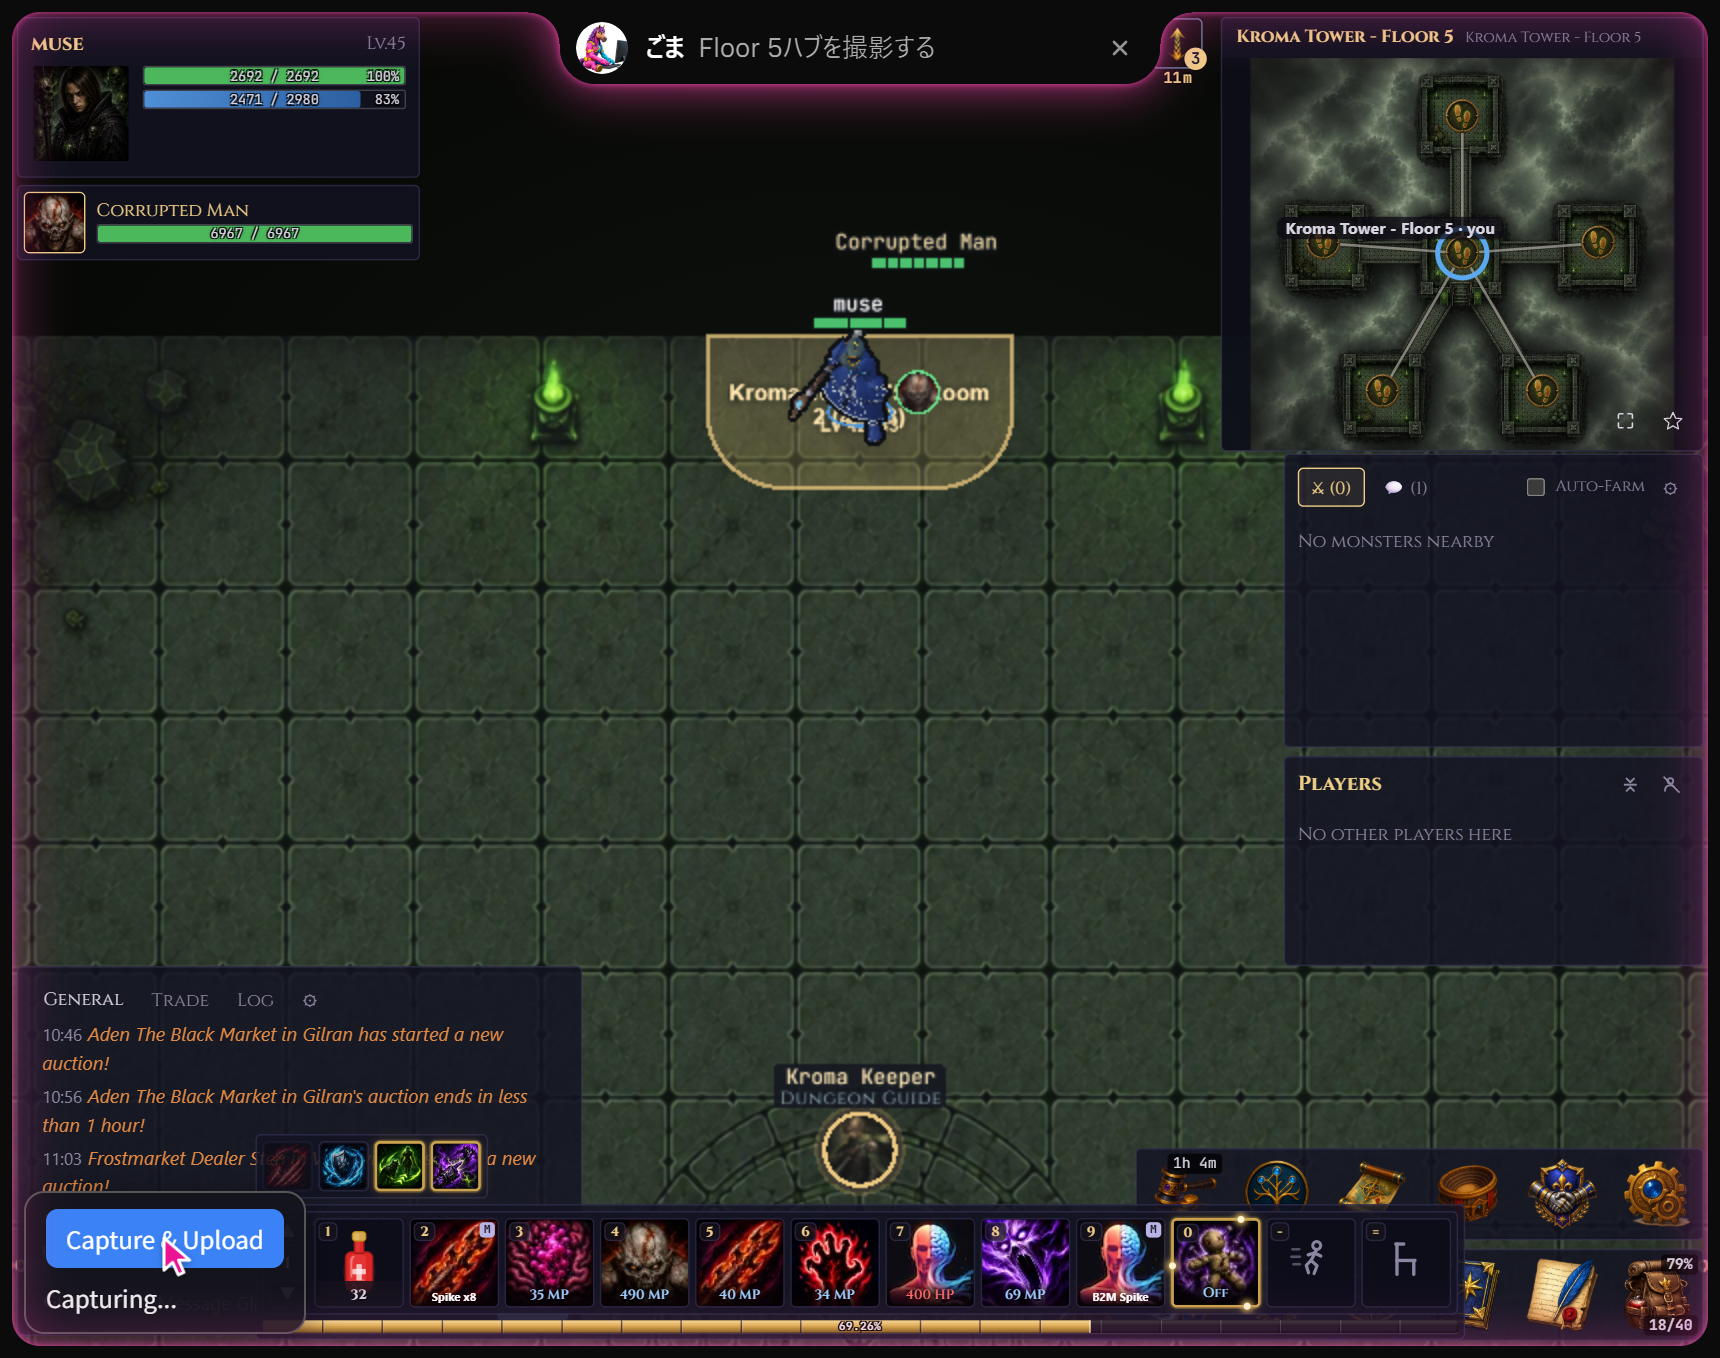 MUSE
Lv.45
2692 / 2692 100%
2471 / 2980 83%
Corrupted Man
6967 / 6967
ごま Floor 5ハブを撮影する
3
11m
Kroma Tower - Floor 5 Kroma Tower - Floor 5
Kroma Tower - Floor 5 · you
Corrupted Man
muse
(0)
(1)
Auto-Farm
No monsters nearby
Players
No other players here
General Trade Log
10:46 Aden The Black Market in Gilran has started a new
auction!
10:56 Aden The Black Market in Gilran's auction ends in less
than 1 hour!
11:03 Frostmarket Dealer a new
auction!
Kroma Keeper
Dungeon Guide
Capture & Upload
Capturing...
1 32
2 M Spike x8
3 35 MP
4 490 MP
5 40 MP
6 34 MP
7 400 HP
8 69 MP
9 M B2M Spike
0 Off
-
=
69.26%
1h 4m
79%
18/40